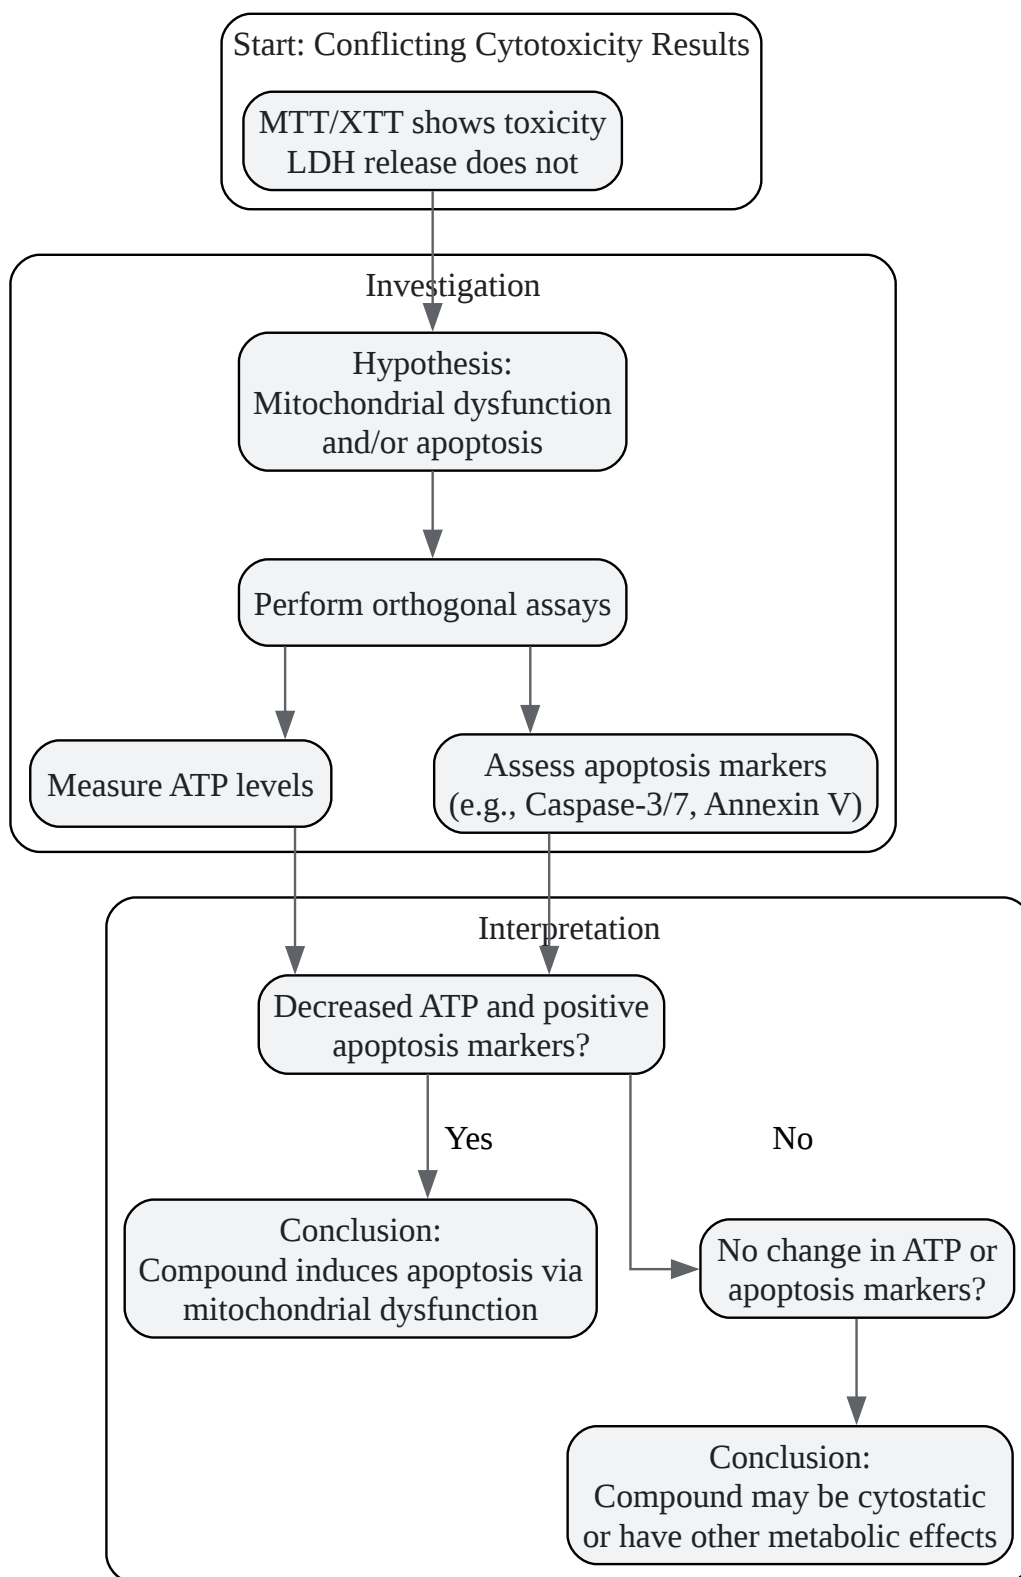 Start: Conflicting Cytotoxicity Results
MTT/XTT shows toxicity
LDH release does not
Investigation
Hypothesis:
Mitochondrial dysfunction
and/or apoptosis
Perform orthogonal assays
Measure ATP levels
Assess apoptosis markers
(e.g., Caspase-3/7, Annexin V)
Interpretation
Decreased ATP and positive
apoptosis markers?
Yes
No
Conclusion:
Compound induces apoptosis via
mitochondrial dysfunction
No change in ATP or
apoptosis markers?
Conclusion:
Compound may be cytostatic
or have other metabolic effects